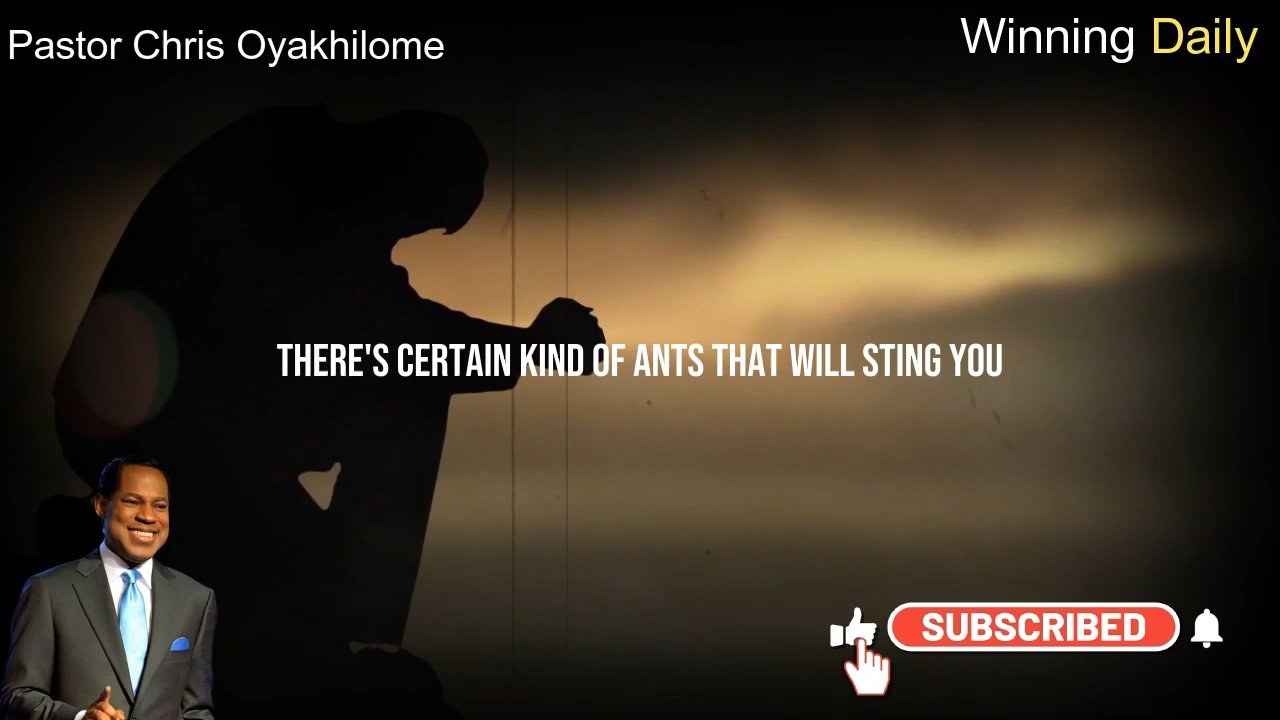 Pastor Chris Oyakhilome
Winning Daily
THERE'S CERTAIN KIND OF ANTS THAT WILL STING YOU
SUBSCRIBED